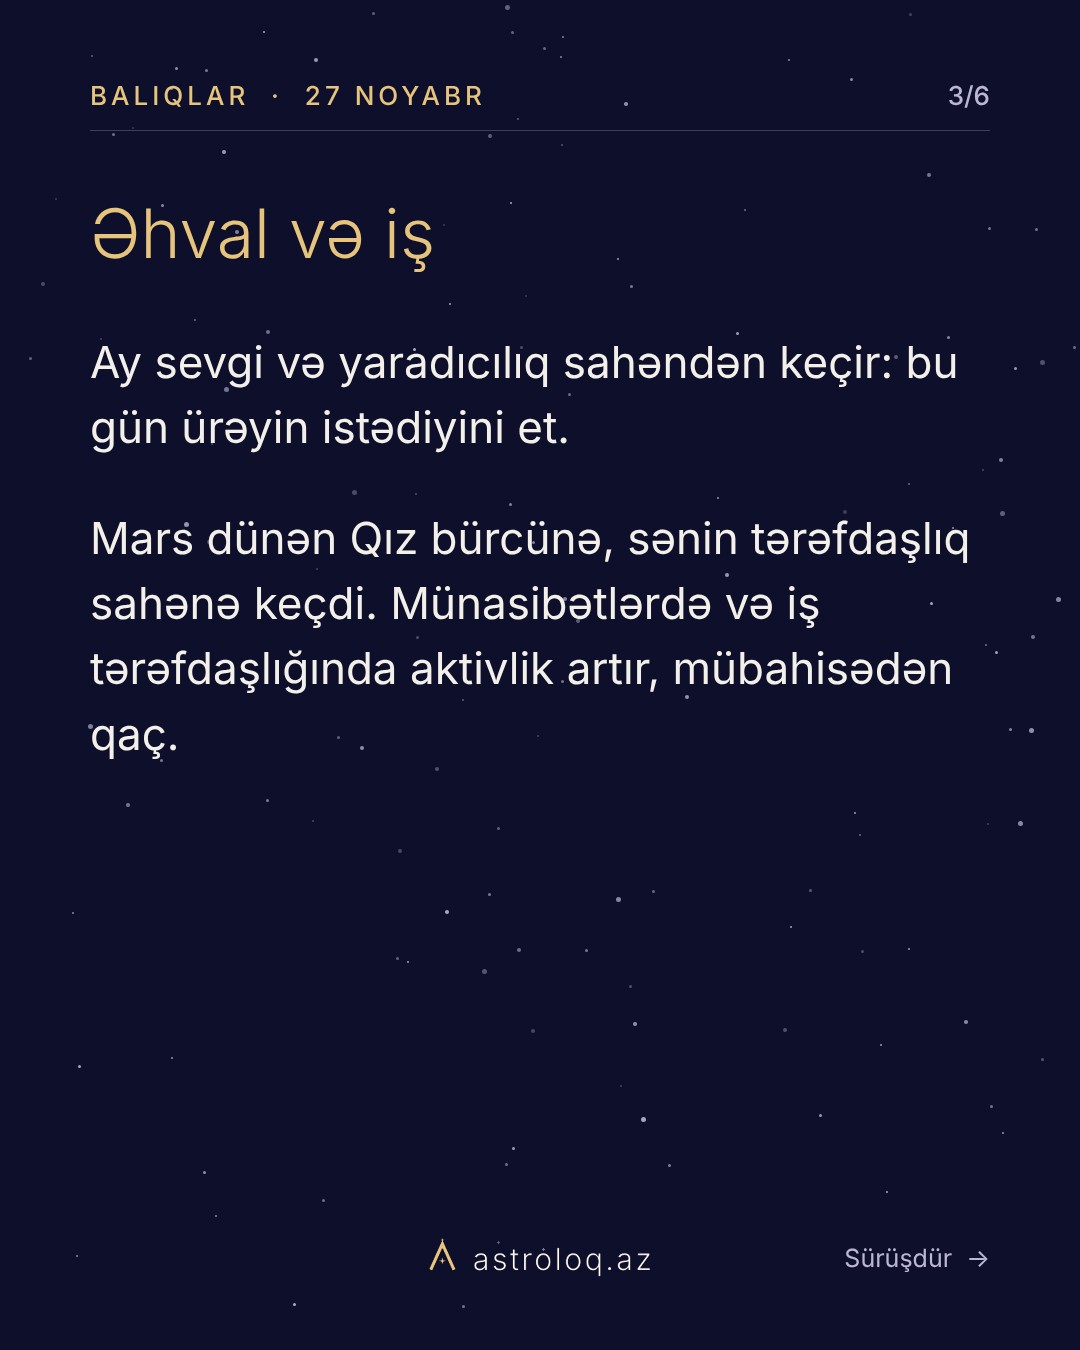 BALIQLAR · 27 NOYABR
3/6
Əhval və iş
Ay sevgi və yaradıcılıq sahəndən keçir: bu
gün ürəyin istədiyini et.
Mars dünən Qız bürcünə, sənin tərəfdaşlıq
sahənə keçdi. Münasibətlərdə və iş
tərəfdaşlığında aktivlik artır, mübahisədən
qaç.
astroloq.az
Sürüşdür →